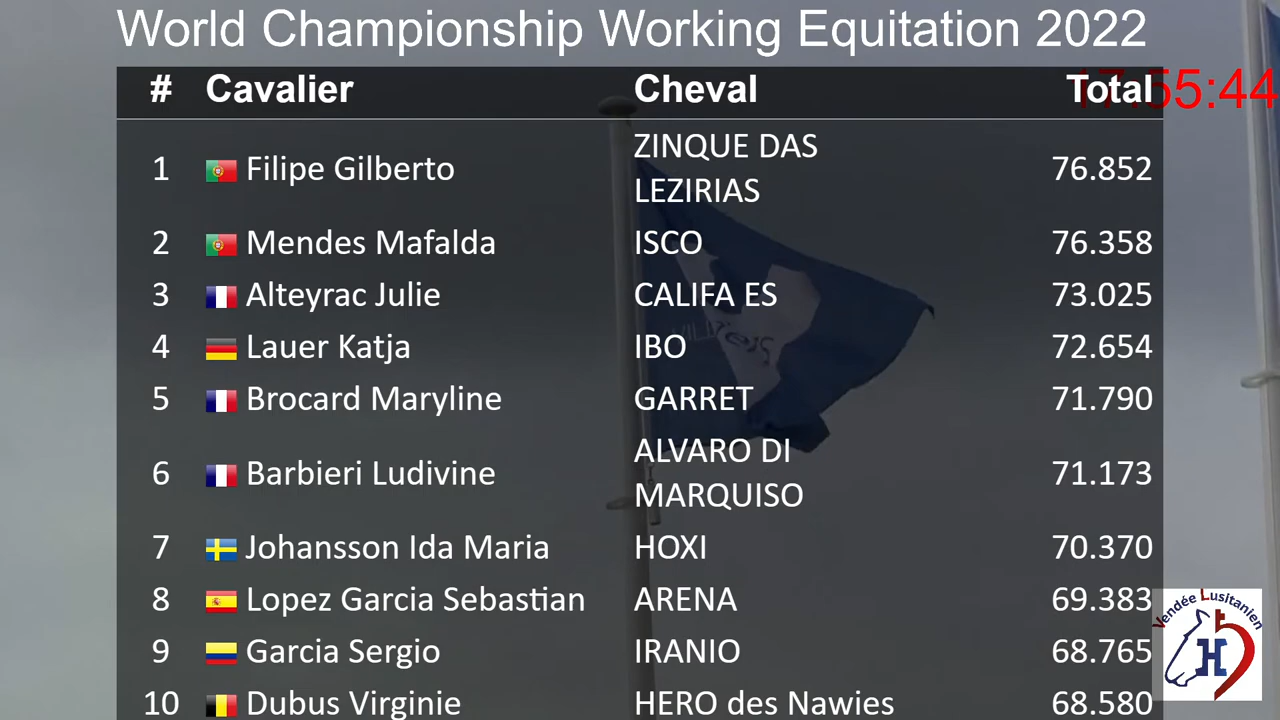 World Championship Working Equitation 2022
# Cavalier Cheval Total
:55:44
1 Filipe Gilberto ZINQUE DAS LEZIRIAS 76.852
2 Mendes Mafalda ISCO 76.358
3 Alteyrac Julie CALIFA ES 73.025
4 Lauer Katja IBO 72.654
5 Brocard Maryline GARRET 71.790
6 Barbieri Ludivine ALVARO DI MARQUISO 71.173
7 Johansson Ida Maria HOXI 70.370
8 Lopez Garcia Sebastian ARENA 69.383
9 Garcia Sergio IRANIO 68.765
10 Dubus Virginie HERO des Nawies 68.580
Vendée Lusitanien
H